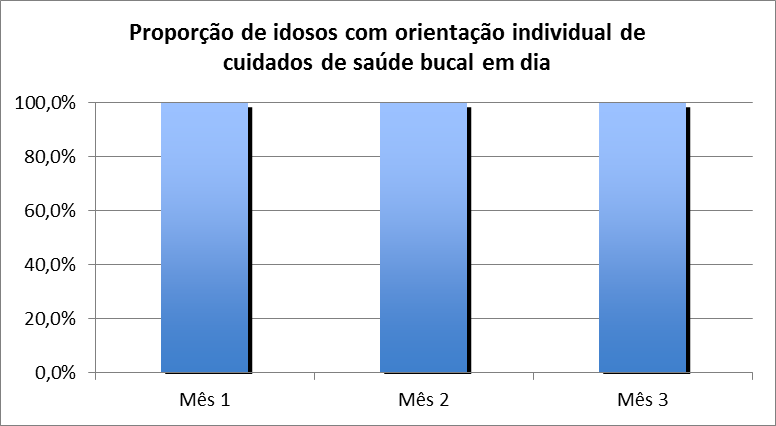 Proporção de idosos com orientação individual de
cuidados de saúde bucal em dia
100,0%
80,0%
60,0%
40,0%
20,0%
0,0%
Mês 1
Mês 2
Mês 3